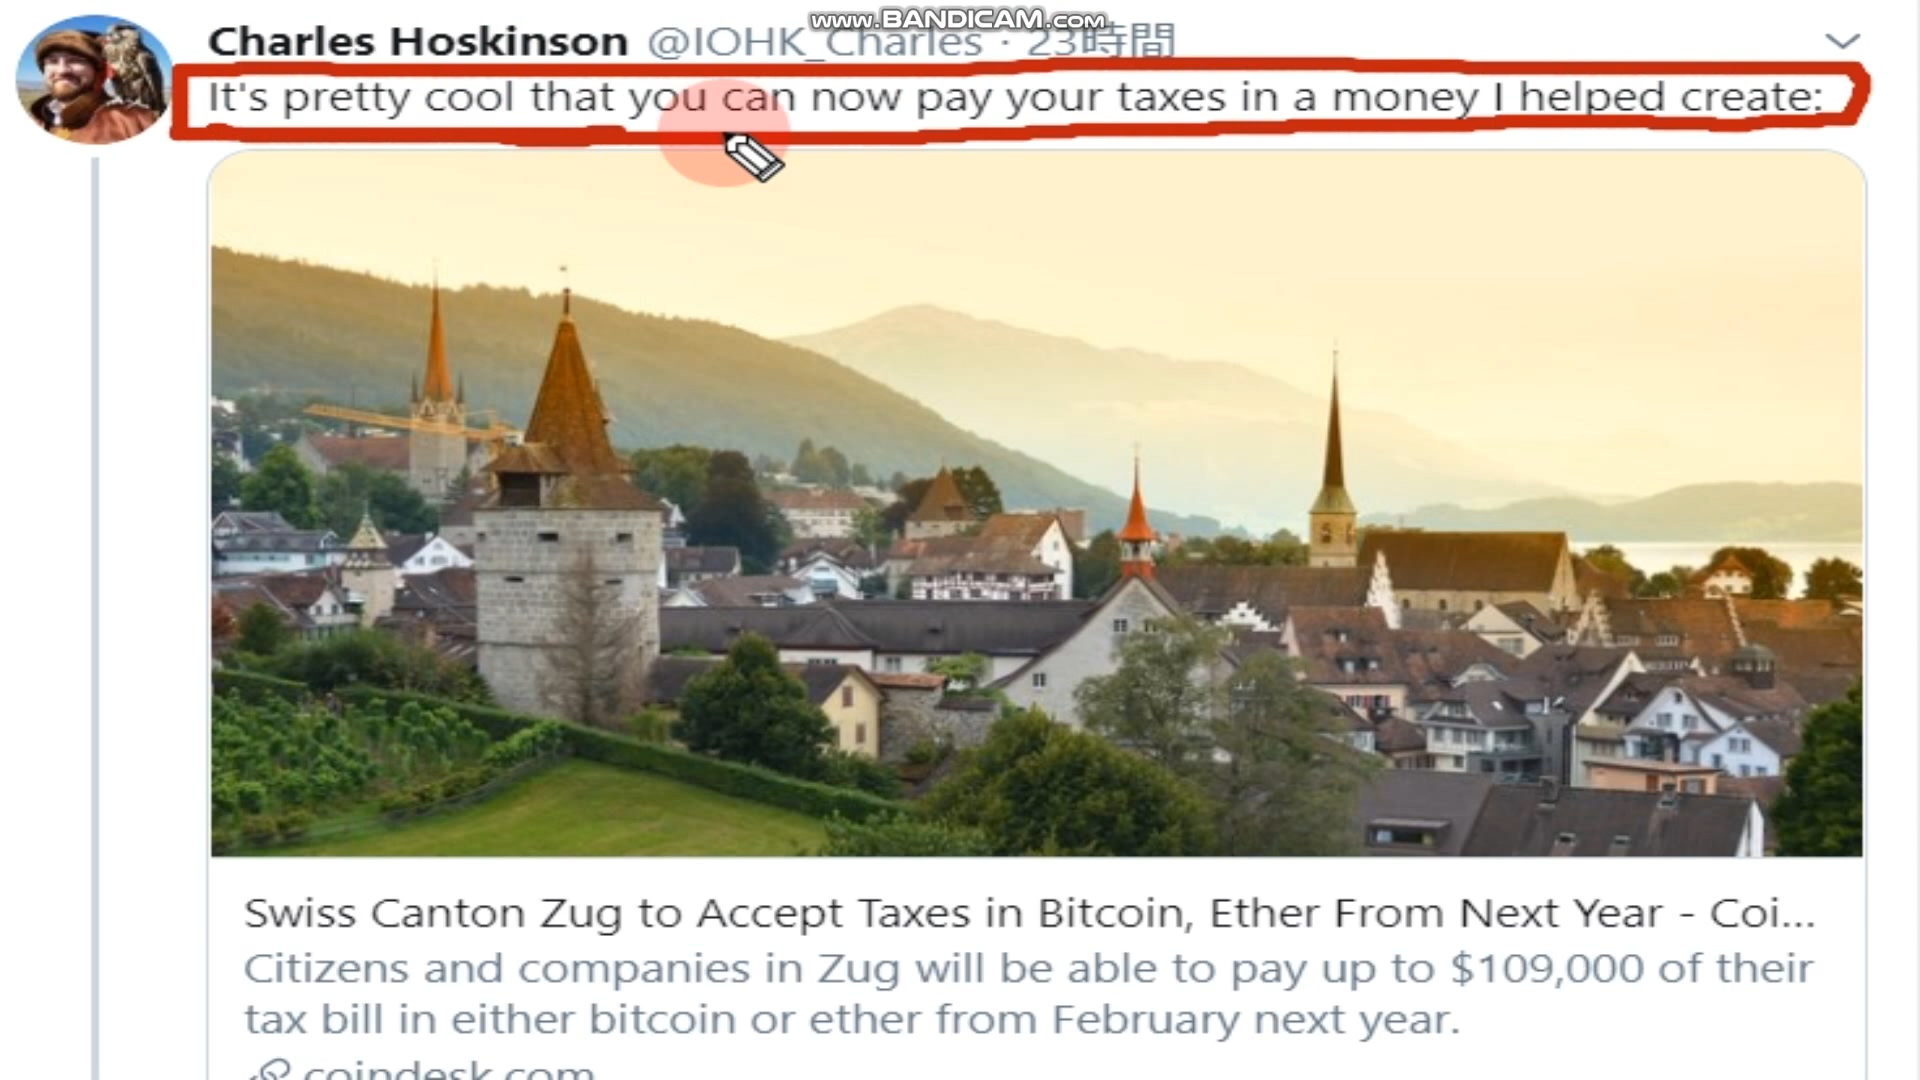 www.BANDICAM.com
Charles Hoskinson @IOHK_Charles · 23時間
It's pretty cool that you can now pay your taxes in a money I helped create:
Swiss Canton Zug to Accept Taxes in Bitcoin, Ether From Next Year - Coi...
Citizens and companies in Zug will be able to pay up to $109,000 of their
tax bill in either bitcoin or ether from February next year.
coindesk.com